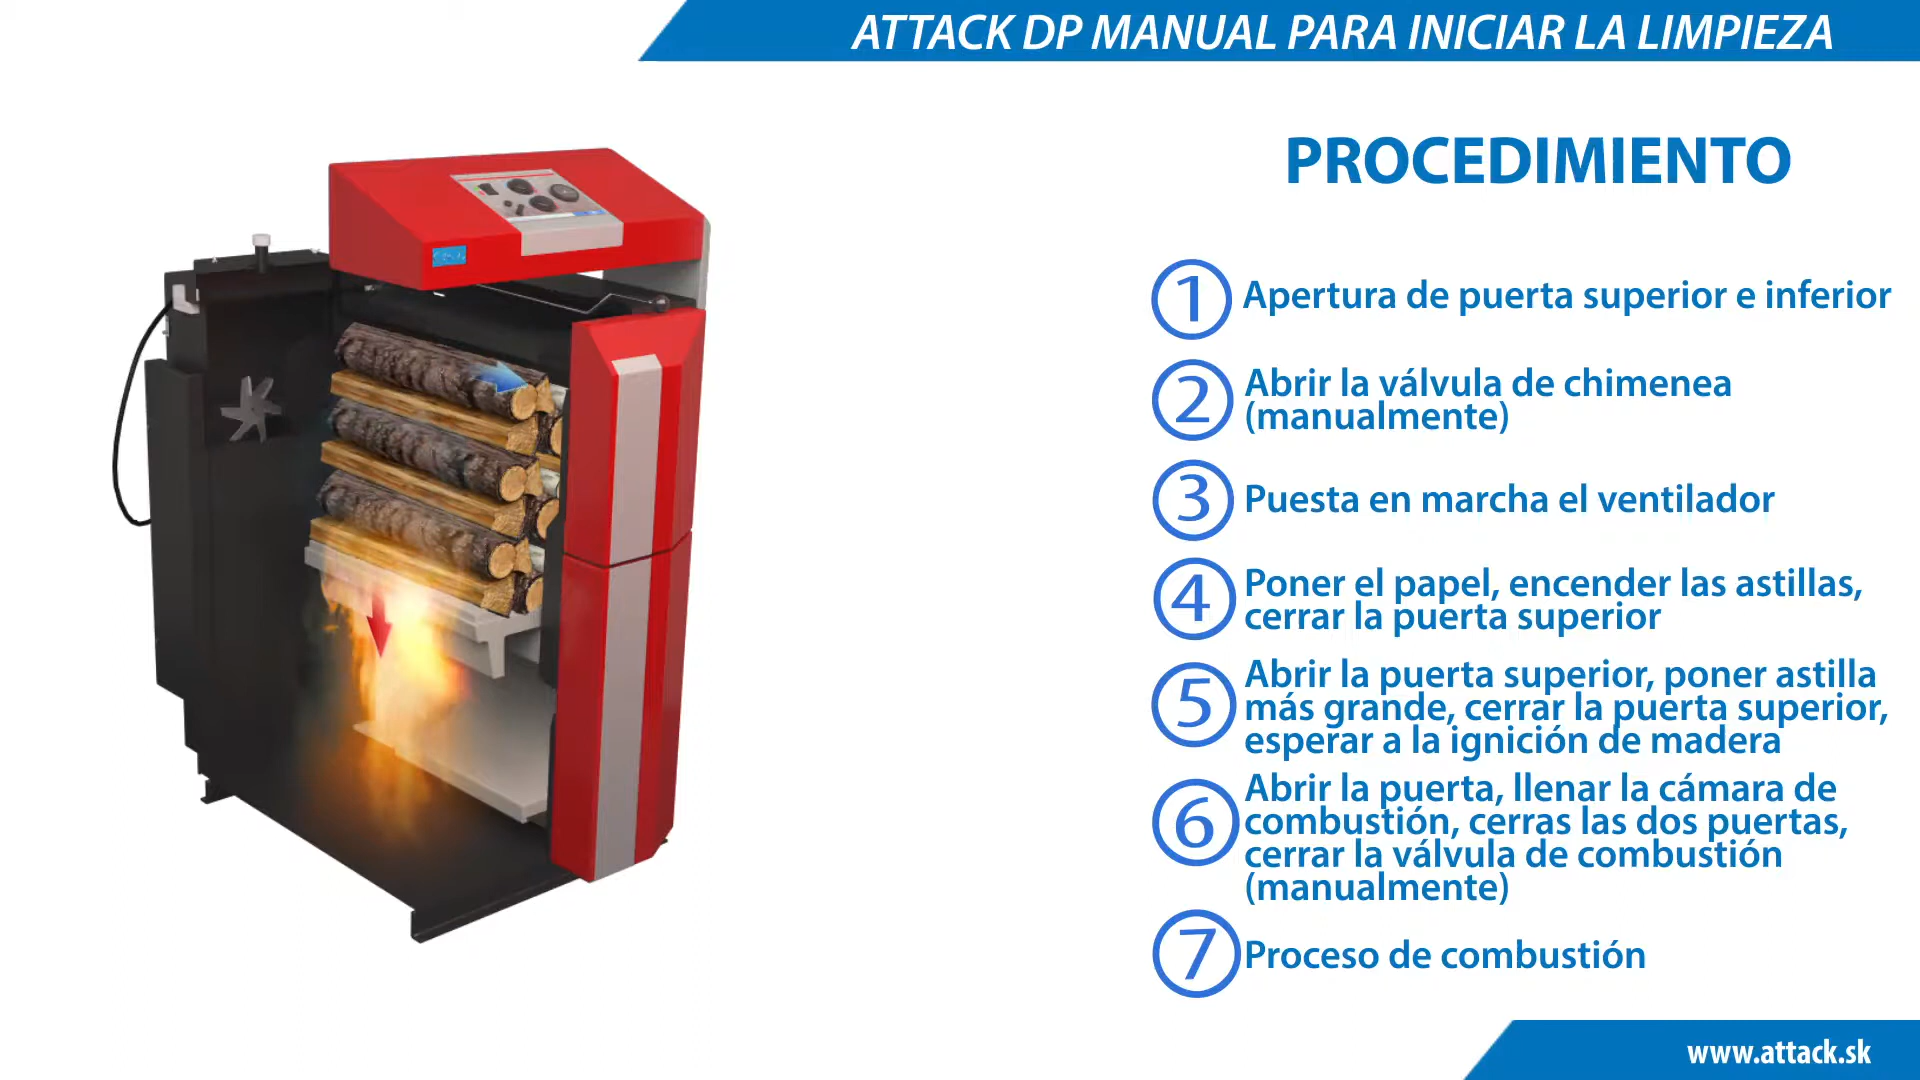 ATTACK DP MANUAL PARA INICIAR LA LIMPIEZA
PROCEDIMIENTO
1 Apertura de puerta superior e inferior
2 Abrir la válvula de chimenea
(manualmente)
3 Puesta en marcha el ventilador
4 Poner el papel, encender las astillas,
cerrar la puerta superior
5 Abrir la puerta superior, poner astilla
más grande, cerrar la puerta superior,
esperar a la ignición de madera
6 Abrir la puerta, llenar la cámara de
combustión, cerras las dos puertas,
cerrar la válvula de combustión
(manualmente)
7 Proceso de combustión
www.attack.sk